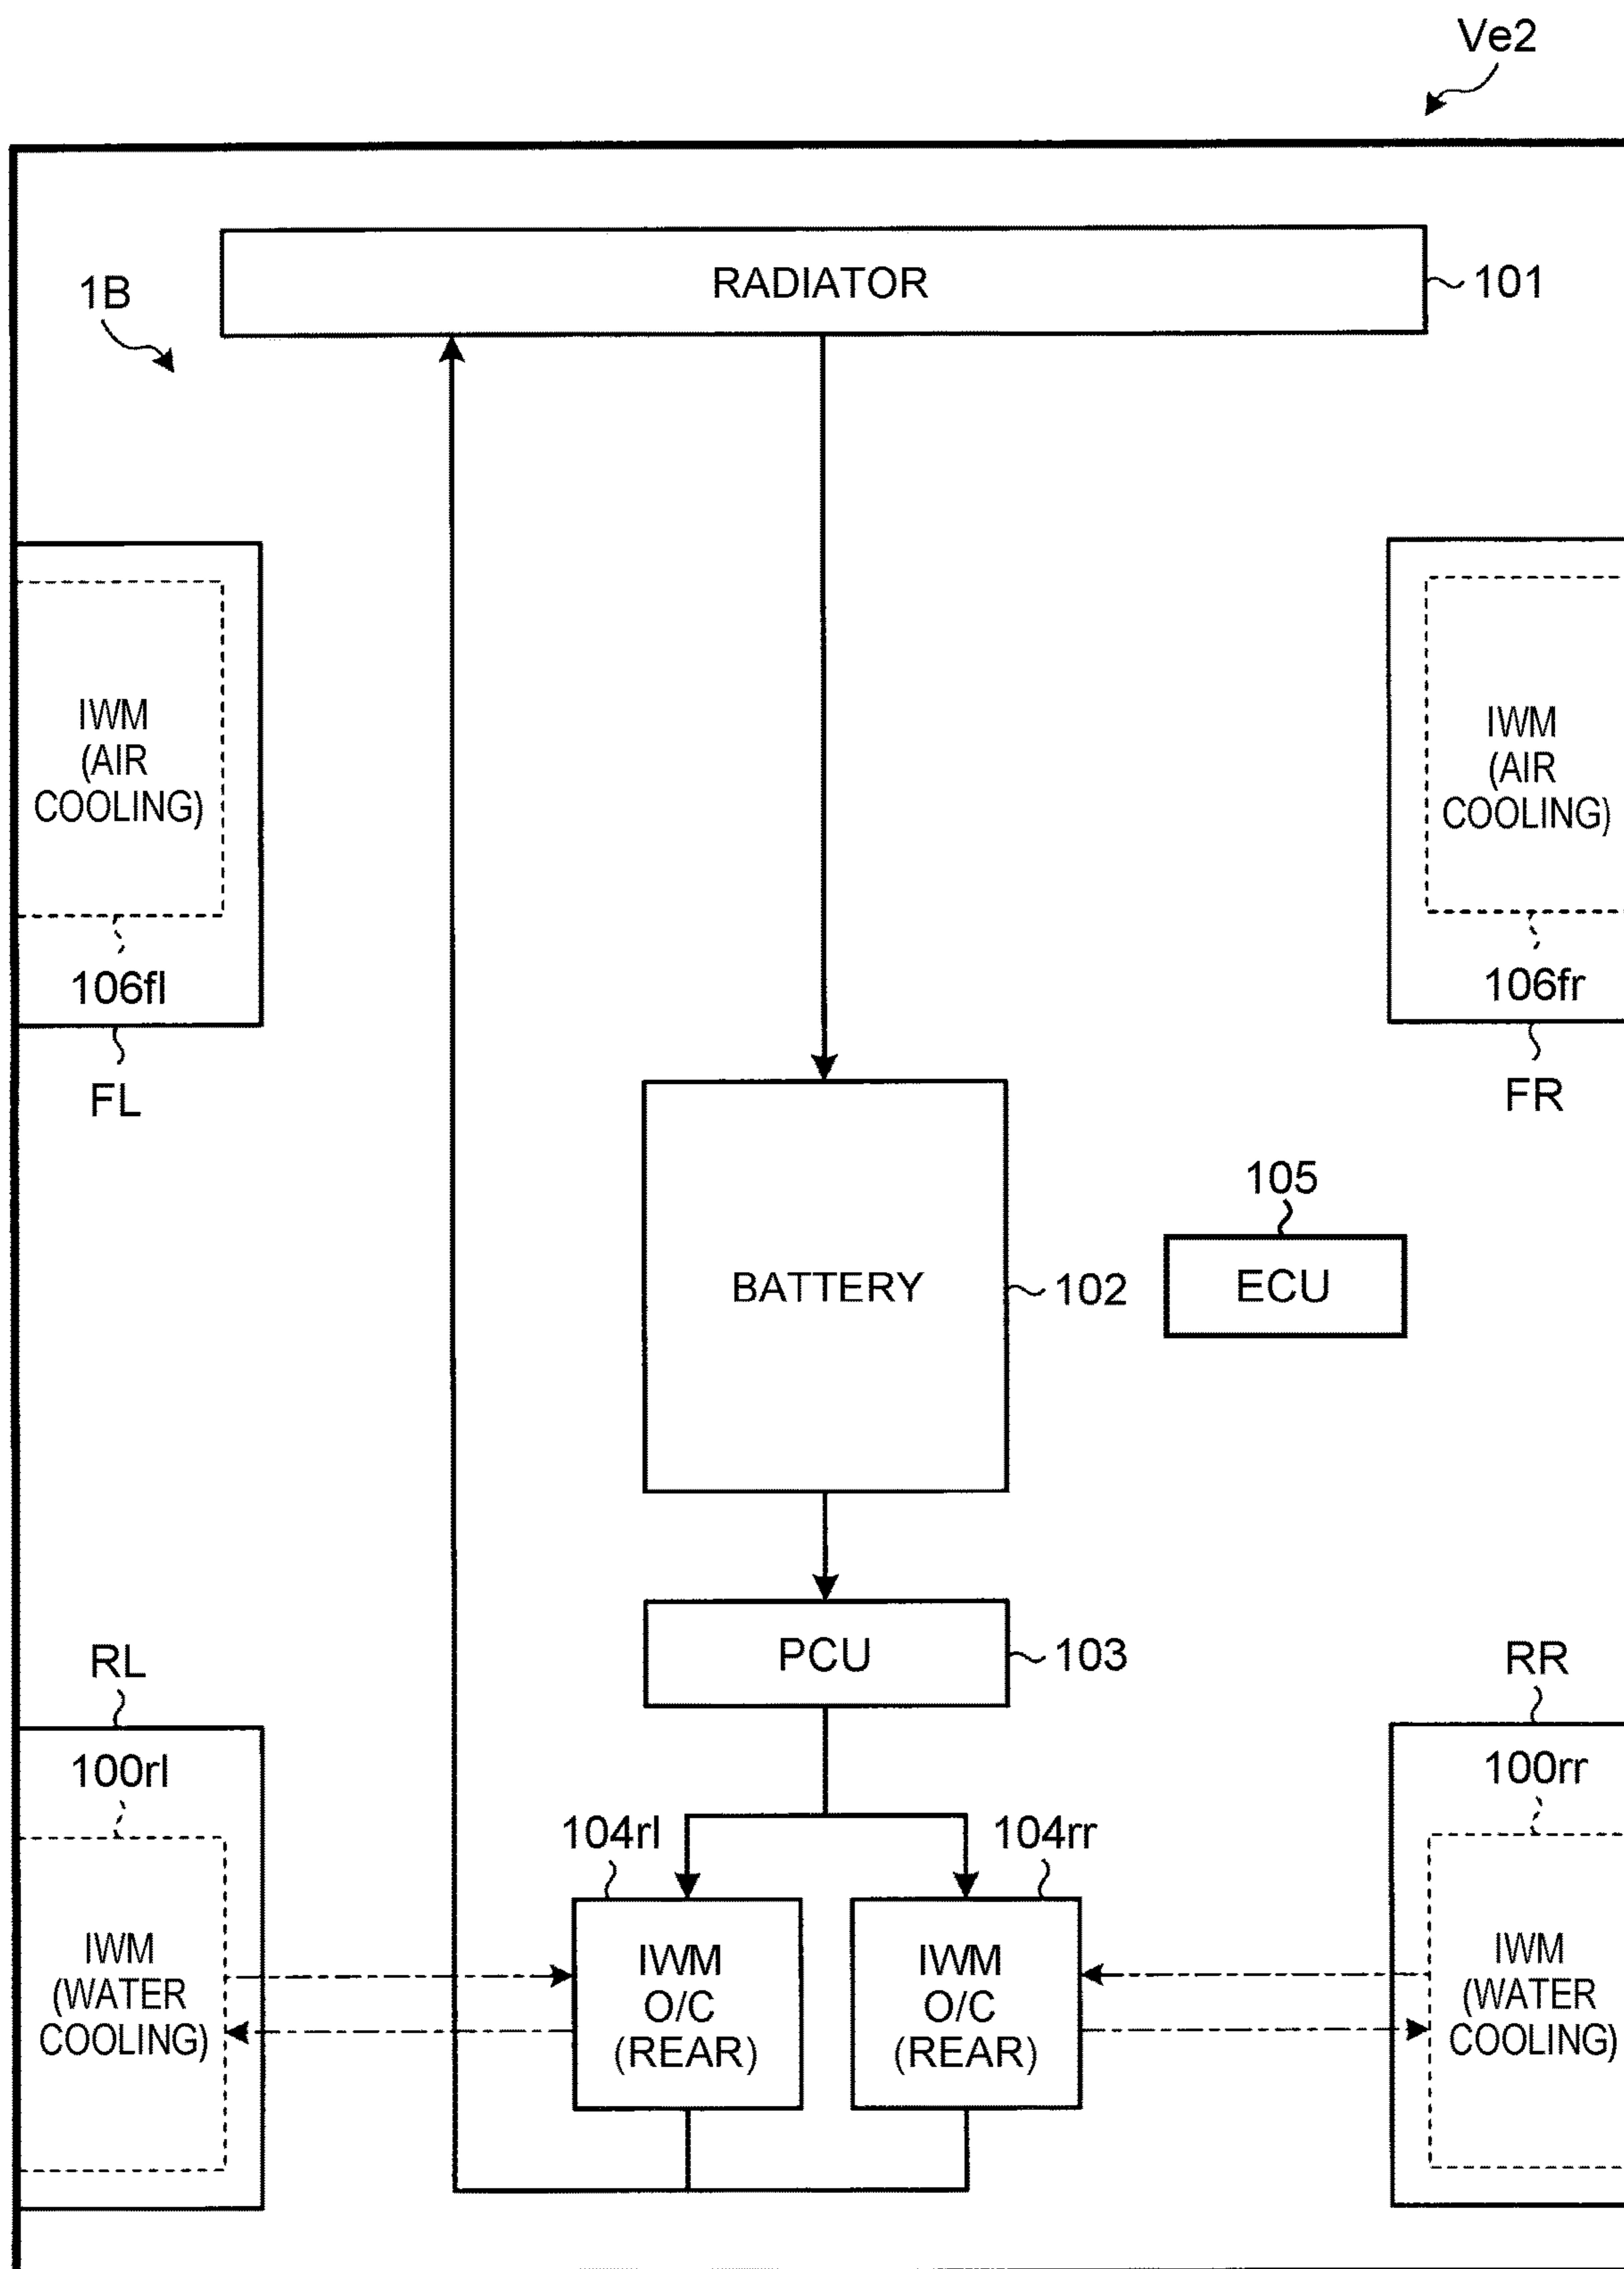 Ve2
RADIATOR
101
1B
IWM
(AIR
COOLING)
106fl
FL
IWM
(AIR
COOLING)
106fr
FR
BATTERY
102
105
ECU
PCU
103
RL
100rl
IWM
(WATER
COOLING)
104rl
IWM
O/C
(REAR)
104rr
IWM
O/C
(REAR)
RR
100rr
IWM
(WATER
COOLING)